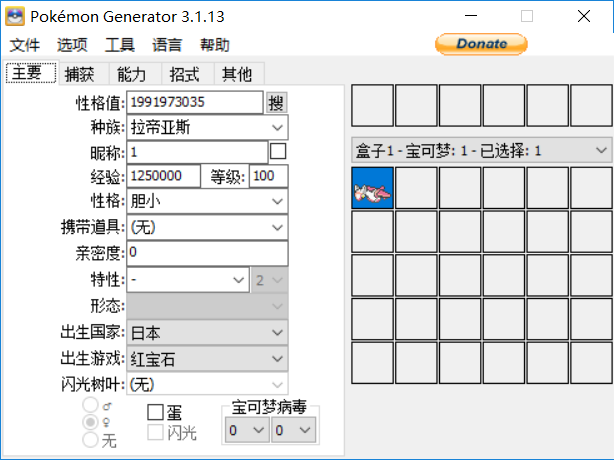 Pokémon Generator 3.1.13
文件 选项 工具 语言 帮助
Donate
主要 捕获 能力 招式 其他
性格值: 1991973035 搜
种族: 拉帝亚斯
昵称: 1
经验: 1250000 等级: 100
性格: 胆小
携带道具: (无)
亲密度: 0
特性: - 2
形态:
出生国家: 日本
出生游戏: 红宝石
闪光树叶: (无)
♂
♀
无
蛋
闪光
宝可梦病毒
0 0
盒子1 - 宝可梦: 1 - 已选择: 1